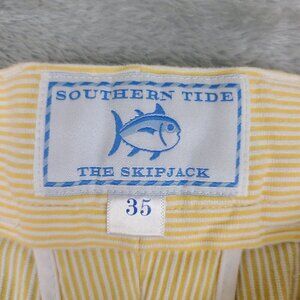 SOUTHERN TIDE
THE SKIPJACK
35